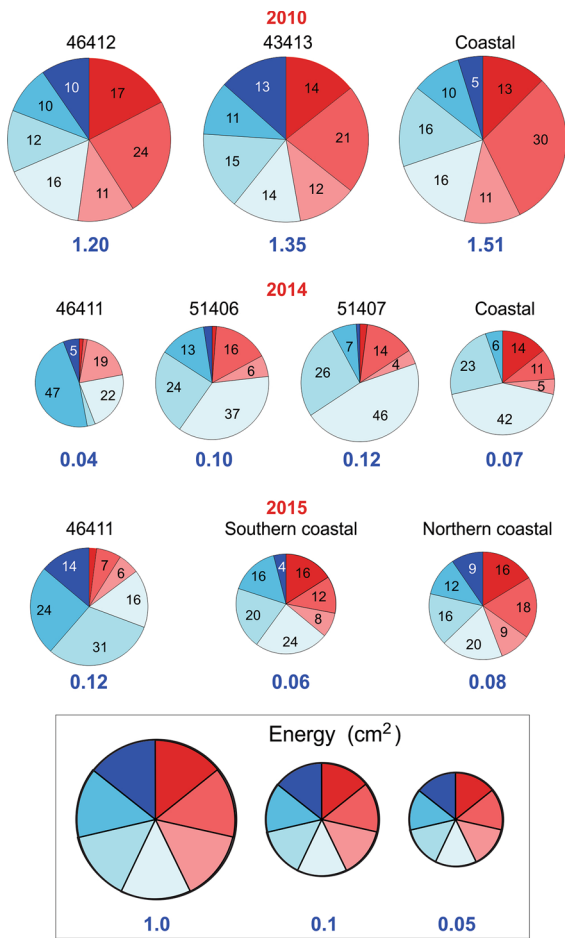 2010
46412
43413
Coastal
10 17 10 24 12 16 11
13 14 11 21 15 14 12
5 13 10 30 16 16 11
1.20
1.35
1.51
2014
46411
51406
51407
Coastal
5 19 47 22
13 16 6 24 37
7 14 4 26 46
6 14 11 5 23 42
0.04
0.10
0.12
0.07
2015
46411
Southern coastal
Northern coastal
14 7 6 24 16 31
4 16 16 12 8 20 24
9 16 12 18 16 9 20
0.12
0.06
0.08
Energy (cm²)
1.0
0.1
0.05